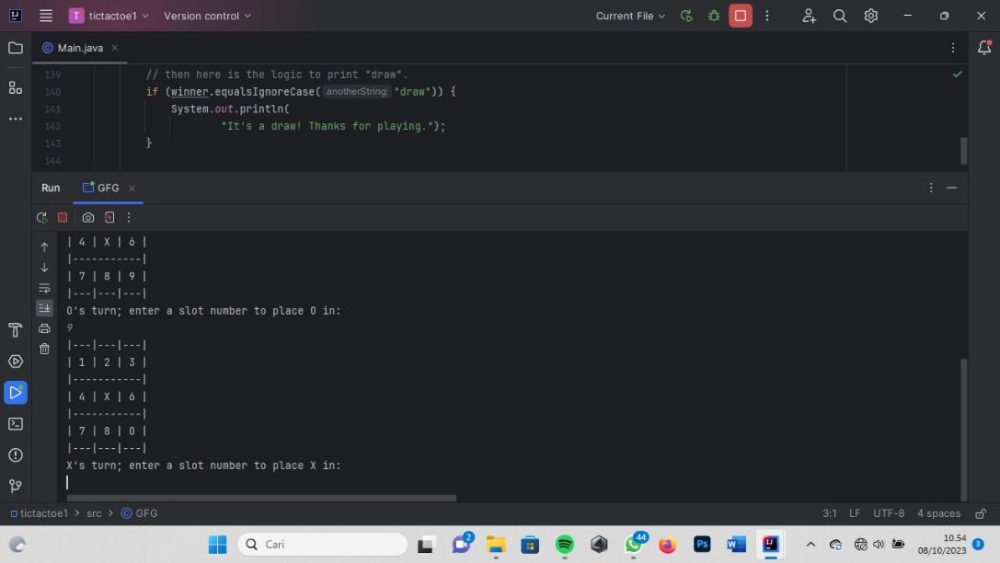 T tictactoe1 Version control Current File
Main.java
139 // then here is the logic to print "draw".
140 if (winner.equalsIgnoreCase( anotherString: "draw")) {
141 System.out.println(
142 "It's a draw! Thanks for playing.");
143 }
144
Run GFG
| 4 | X | 6 |
|-----------|
| 7 | 8 | 9 |
|---|---|---|
O's turn; enter a slot number to place O in:
9
|---|---|---|
| 1 | 2 | 3 |
|-----------|
| 4 | X | 6 |
|-----------|
| 7 | 8 | O |
|---|---|---|
X's turn; enter a slot number to place X in:
tictactoe1 > src > GFG 3:1 LF UTF-8 4 spaces
Cari 2 44 Ps W 10.54 3
08/10/2023